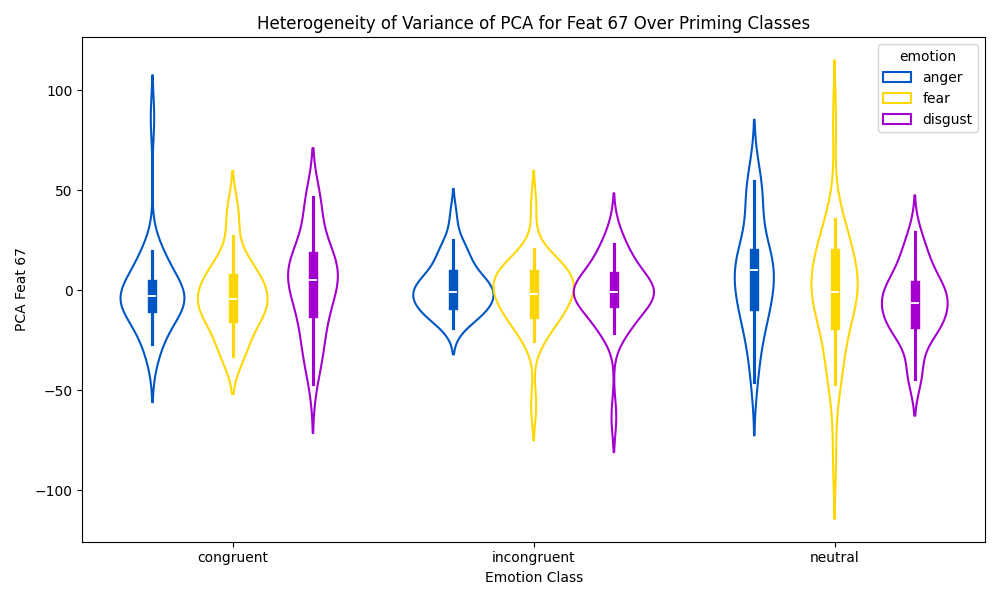 Heterogeneity of Variance of PCA for Feat 67 Over Priming Classes
emotion
anger
fear
disgust
100
50
0
−50
−100
PCA Feat 67
congruent
incongruent
neutral
Emotion Class